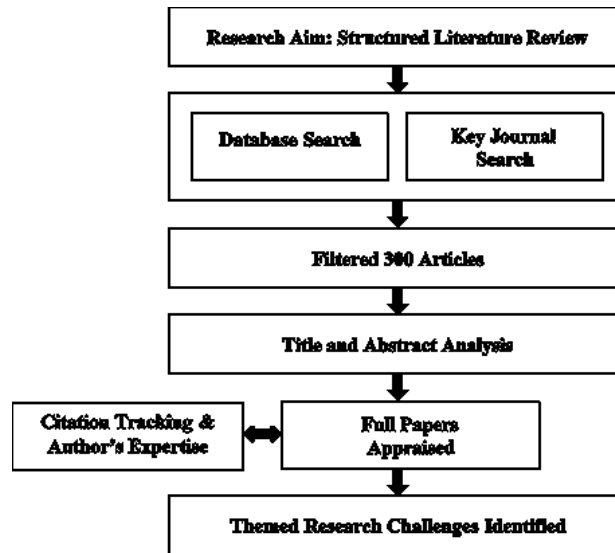 Research Aim: Structured Literature Review
Database Search
Key Journal
Search
Filtered 300 Articles
Title and Abstract Analysis
Citation Tracking &
Author's Expertise
Full Papers
Appraised
Themed Research Challenges Identified